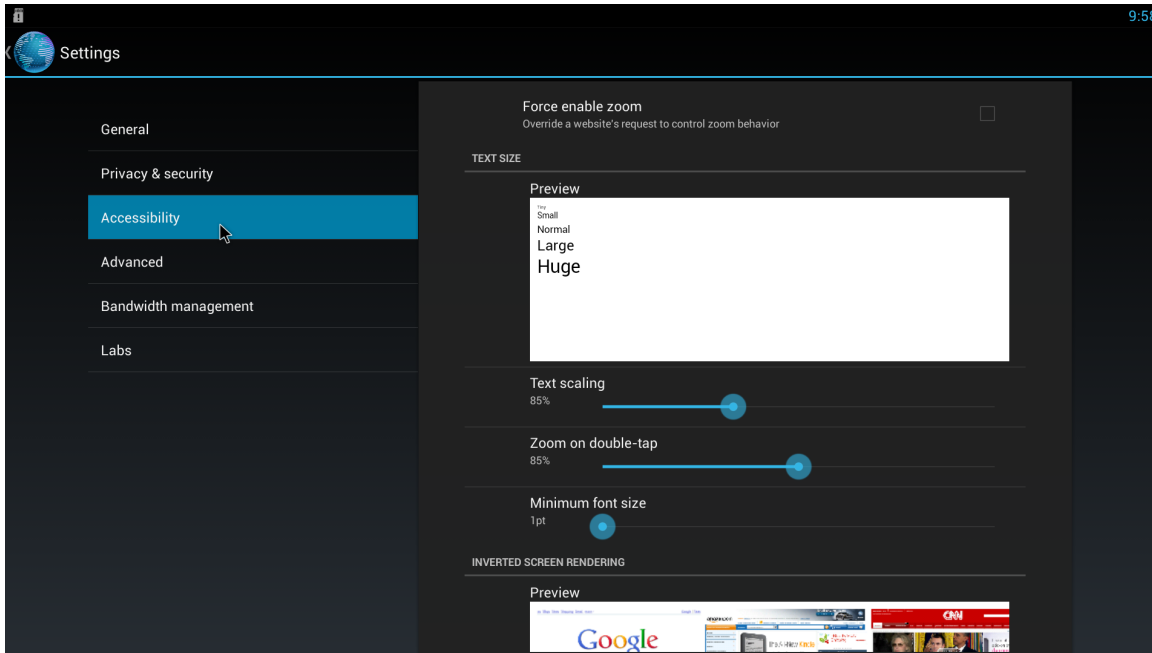 9:58
Settings
General
Privacy & security
Accessibility
Advanced
Bandwidth management
Labs
Force enable zoom
Override a website's request to control zoom behavior
TEXT SIZE
Preview
Tiny
Small
Normal
Large
Huge
Text scaling
85%
Zoom on double-tap
85%
Minimum font size
1pt
INVERTED SCREEN RENDERING
Preview
Google
CNN